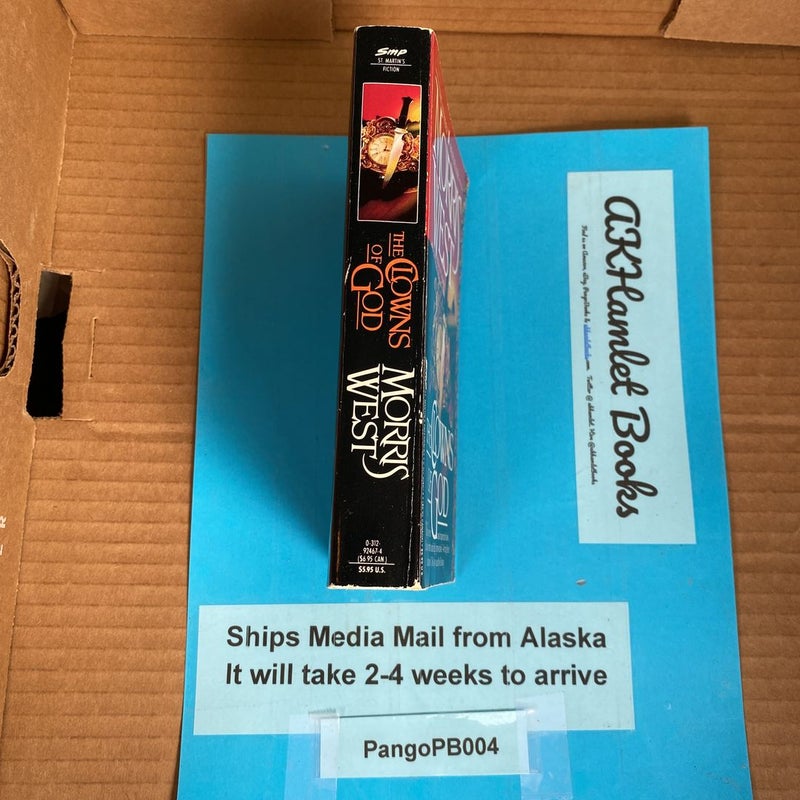 SMP
ST. MARTIN'S
FICTION
THE CLOWNS
OF GOD
MORRIS
WEST
0-312-
92467-4
($6.95 CAN)
$5.95 U.S.
AKHamlet Books
Ships Media Mail from Alaska
It will take 2-4 weeks to arrive
PangoPB004